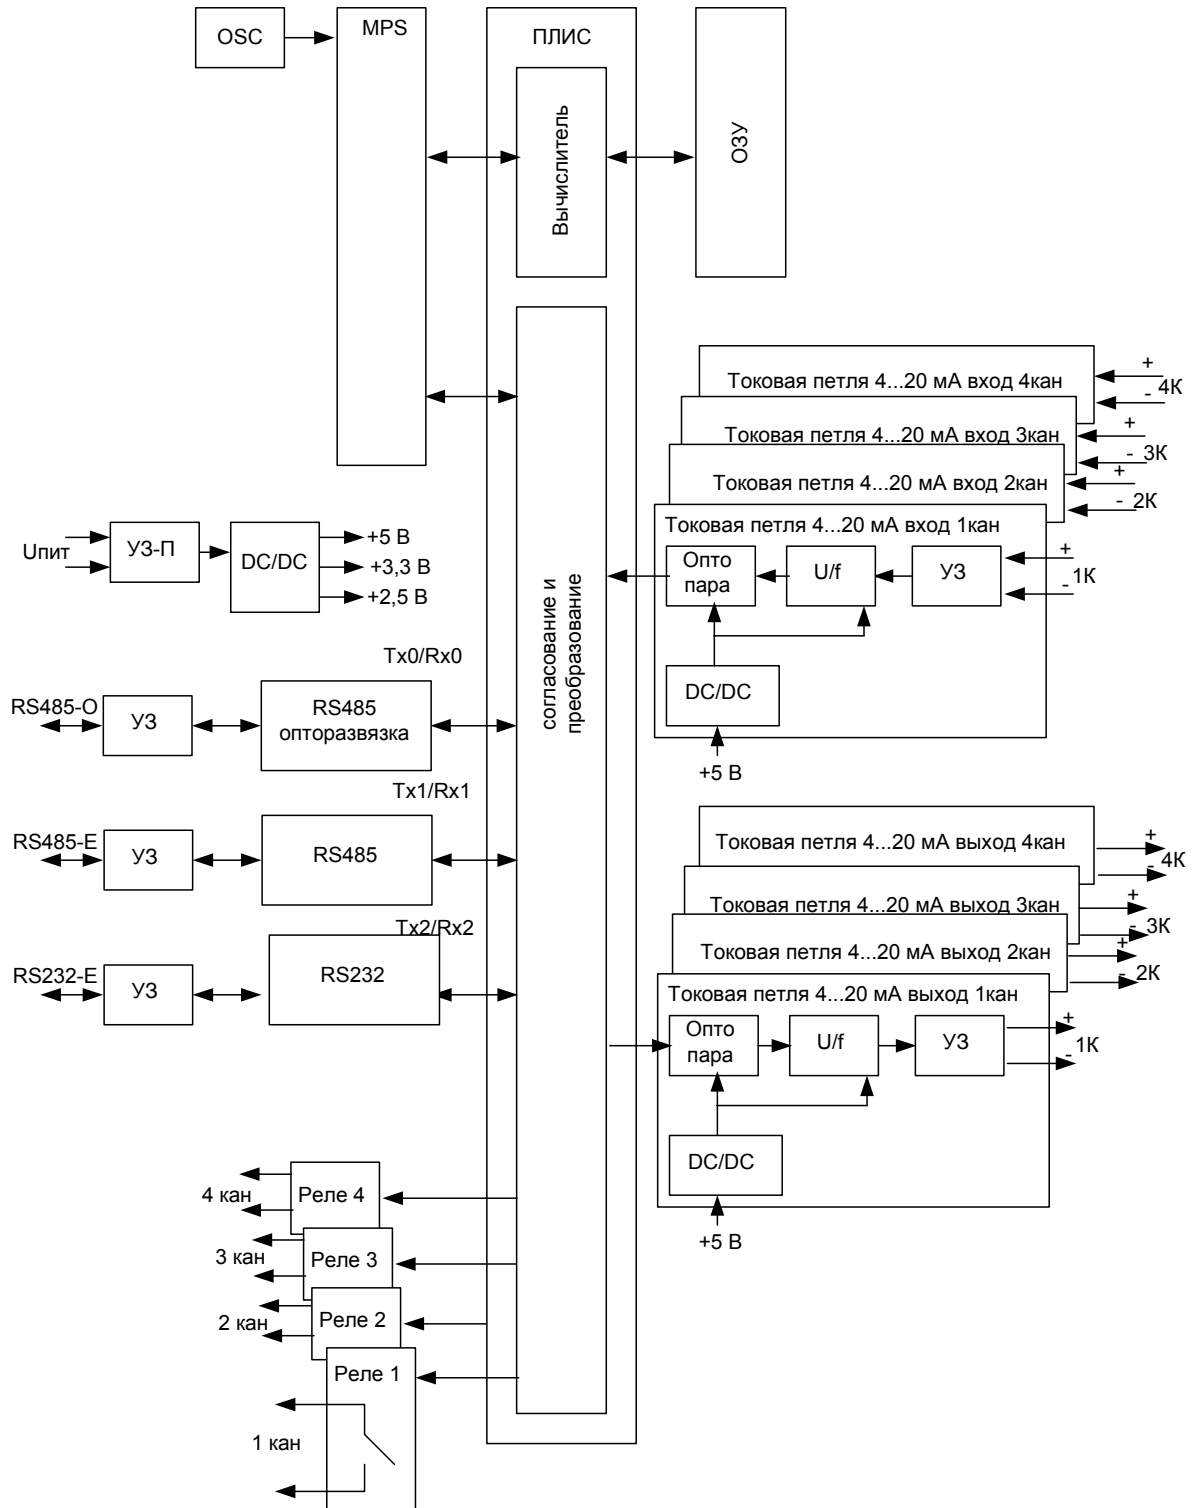 OSC
MPS
ПЛИС
Вычислитель
ОЗУ
Токовая петля 4...20 мА вход 4кан
+
- 4К
Токовая петля 4...20 мА вход 3кан
+
- 3К
Токовая петля 4...20 мА вход 2кан
+
- 2К
Токовая петля 4...20 мА вход 1кан
Опто
пара
U/f
УЗ
+
- 1К
DC/DC
+5 В
Uпит
УЗ-П
DC/DC
+5 В
+3,3 В
+2,5 В
согласование и
преобразование
Tx0/Rx0
RS485-O
УЗ
RS485
опторазвязка
Tx1/Rx1
RS485-E
УЗ
RS485
Tx2/Rx2
RS232-E
УЗ
RS232
Токовая петля 4...20 мА выход 4кан
+
- 4К
Токовая петля 4...20 мА выход 3кан
+
- 3К
Токовая петля 4...20 мА выход 2кан
+
- 2К
Токовая петля 4...20 мА выход 1кан
Опто
пара
U/f
УЗ
+
- 1К
DC/DC
+5 В
4 кан
Реле 4
3 кан
Реле 3
2 кан
Реле 2
Реле 1
1 кан